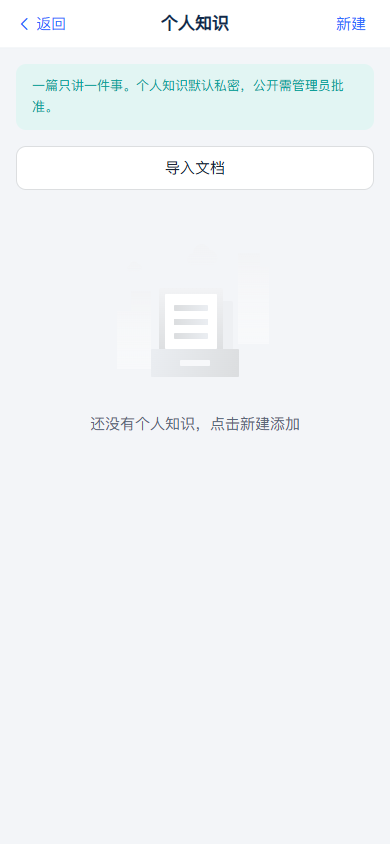 返回
个人知识
新建
一篇只讲一件事。个人知识默认私密，公开需管理员批
准。
导入文档
还没有个人知识，点击新建添加